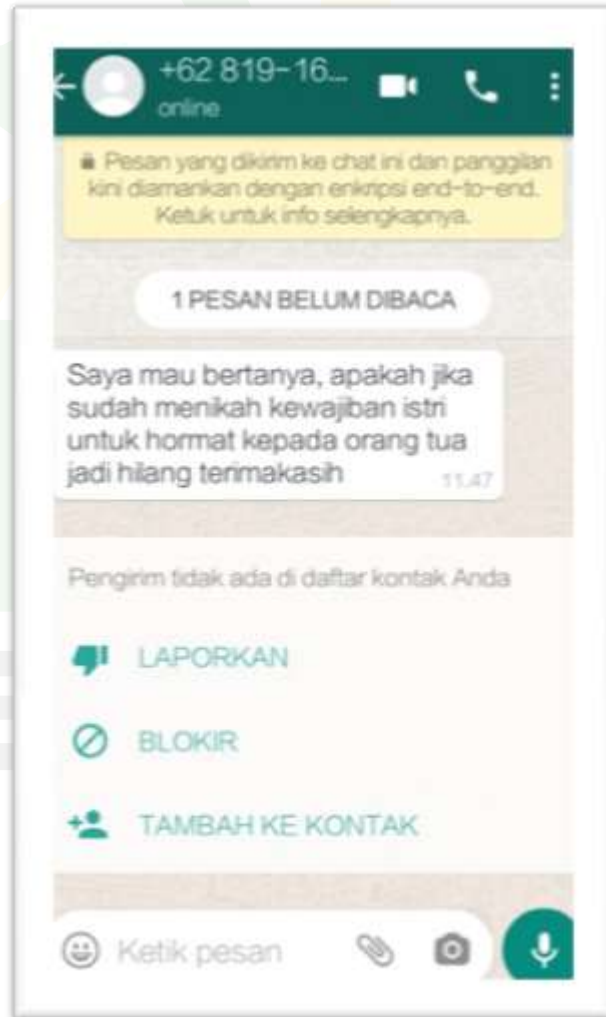 +62 819-16...
online
Pesan yang dikirim ke chat ini dan panggilan
kini diamankan dengan enkripsi end-to-end.
Ketuk untuk info selengkapnya.
1 PESAN BELUM DIBACA
Saya mau bertanya, apakah jika
sudah menikah kewajiban istri
untuk hormat kepada orang tua
jadi hilang terimakasih
11.47
Pengirim tidak ada di daftar kontak Anda
LAPORKAN
BLOKIR
TAMBAH KE KONTAK
Ketik pesan